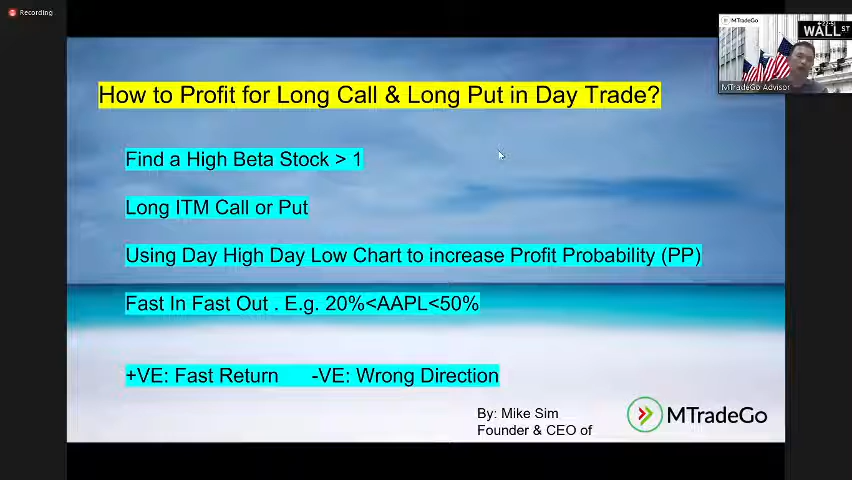 Recording
MTradeGo
WALL ST
MTradeGo Advisor
How to Profit for Long Call & Long Put in Day Trade?
Find a High Beta Stock > 1
Long ITM Call or Put
Using Day High Day Low Chart to increase Profit Probability (PP)
Fast In Fast Out . E.g. 20%<AAPL<50%
+VE: Fast Return -VE: Wrong Direction
By: Mike Sim
Founder & CEO of
MTradeGo